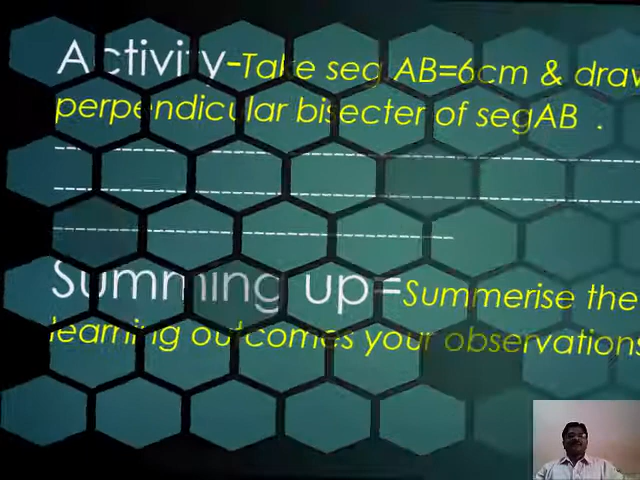 Activity-Take seg AB=6cm & draw
perpendicular bisecter of segAB .
Summing up=Summerise the
learning outcomes your observations